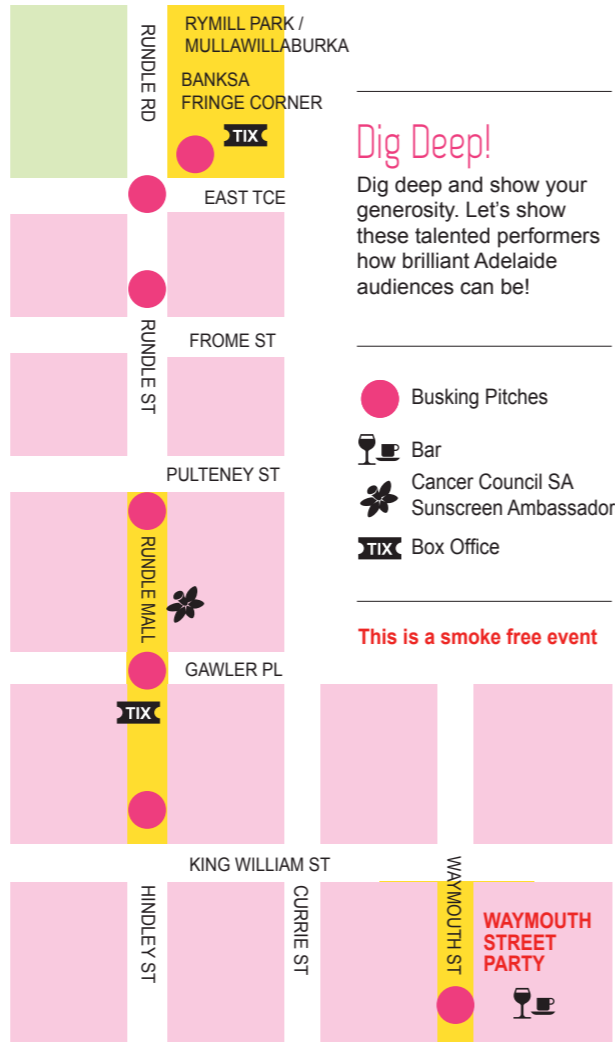 RYMILL PARK /
MULLAWILLABURKA
BANKSA
FRINGE CORNER
TIX
RUNDLE RD
EAST TCE
RUNDLE ST
FROME ST
PULTENEY ST
RUNDLE MALL
GAWLER PL
TIX
KING WILLIAM ST
HINDLEY ST
CURRIE ST
WAYMOUTH ST
WAYMOUTH
STREET
PARTY
Dig Deep!
Dig deep and show your
generosity. Let’s show
these talented performers
how brilliant Adelaide
audiences can be!
Busking Pitches
Bar
Cancer Council SA
Sunscreen Ambassador
TIX Box Office
This is a smoke free event